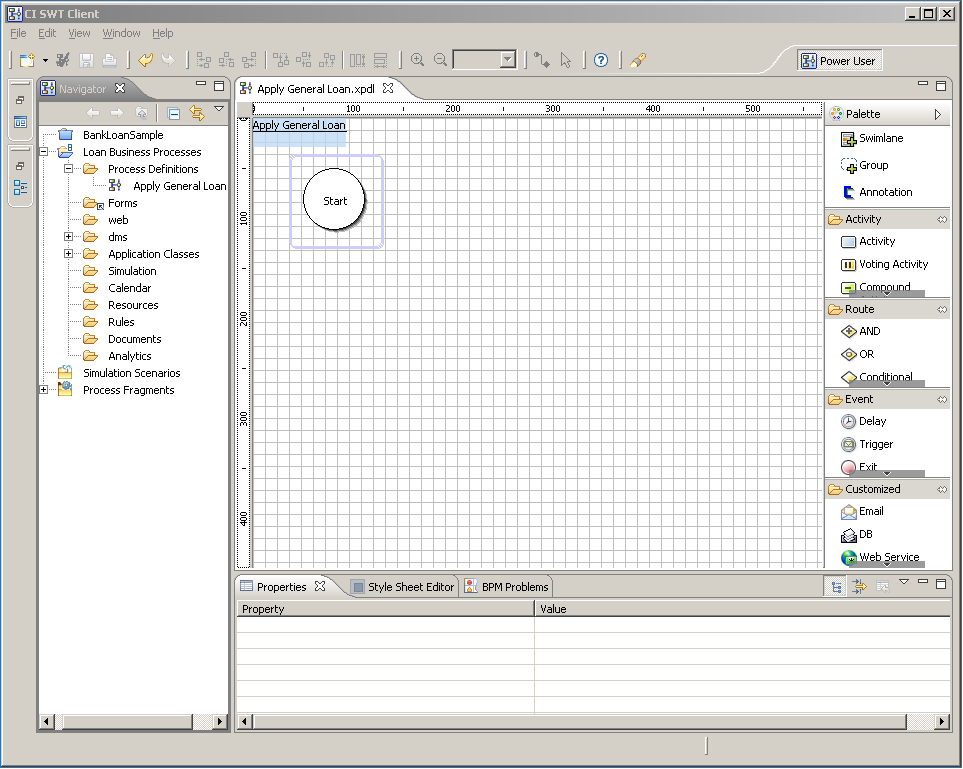 CI SWT Client
File Edit View Window Help
Power User
Navigator
BankLoanSample
Loan Business Processes
Process Definitions
Apply General Loan
Forms
web
dms
Application Classes
Simulation
Calendar
Resources
Rules
Documents
Analytics
Simulation Scenarios
Process Fragments
Apply General Loan.xpdl
0 100 200 300 400 500
0
100
200
300
400
Apply General Loan
Start
Palette
Swimlane
Group
Annotation
Activity
Activity
Voting Activity
Compound
Route
AND
OR
Conditional
Event
Delay
Trigger
Exit
Customized
Email
DB
Web Service
Properties Style Sheet Editor BPM Problems
Property Value